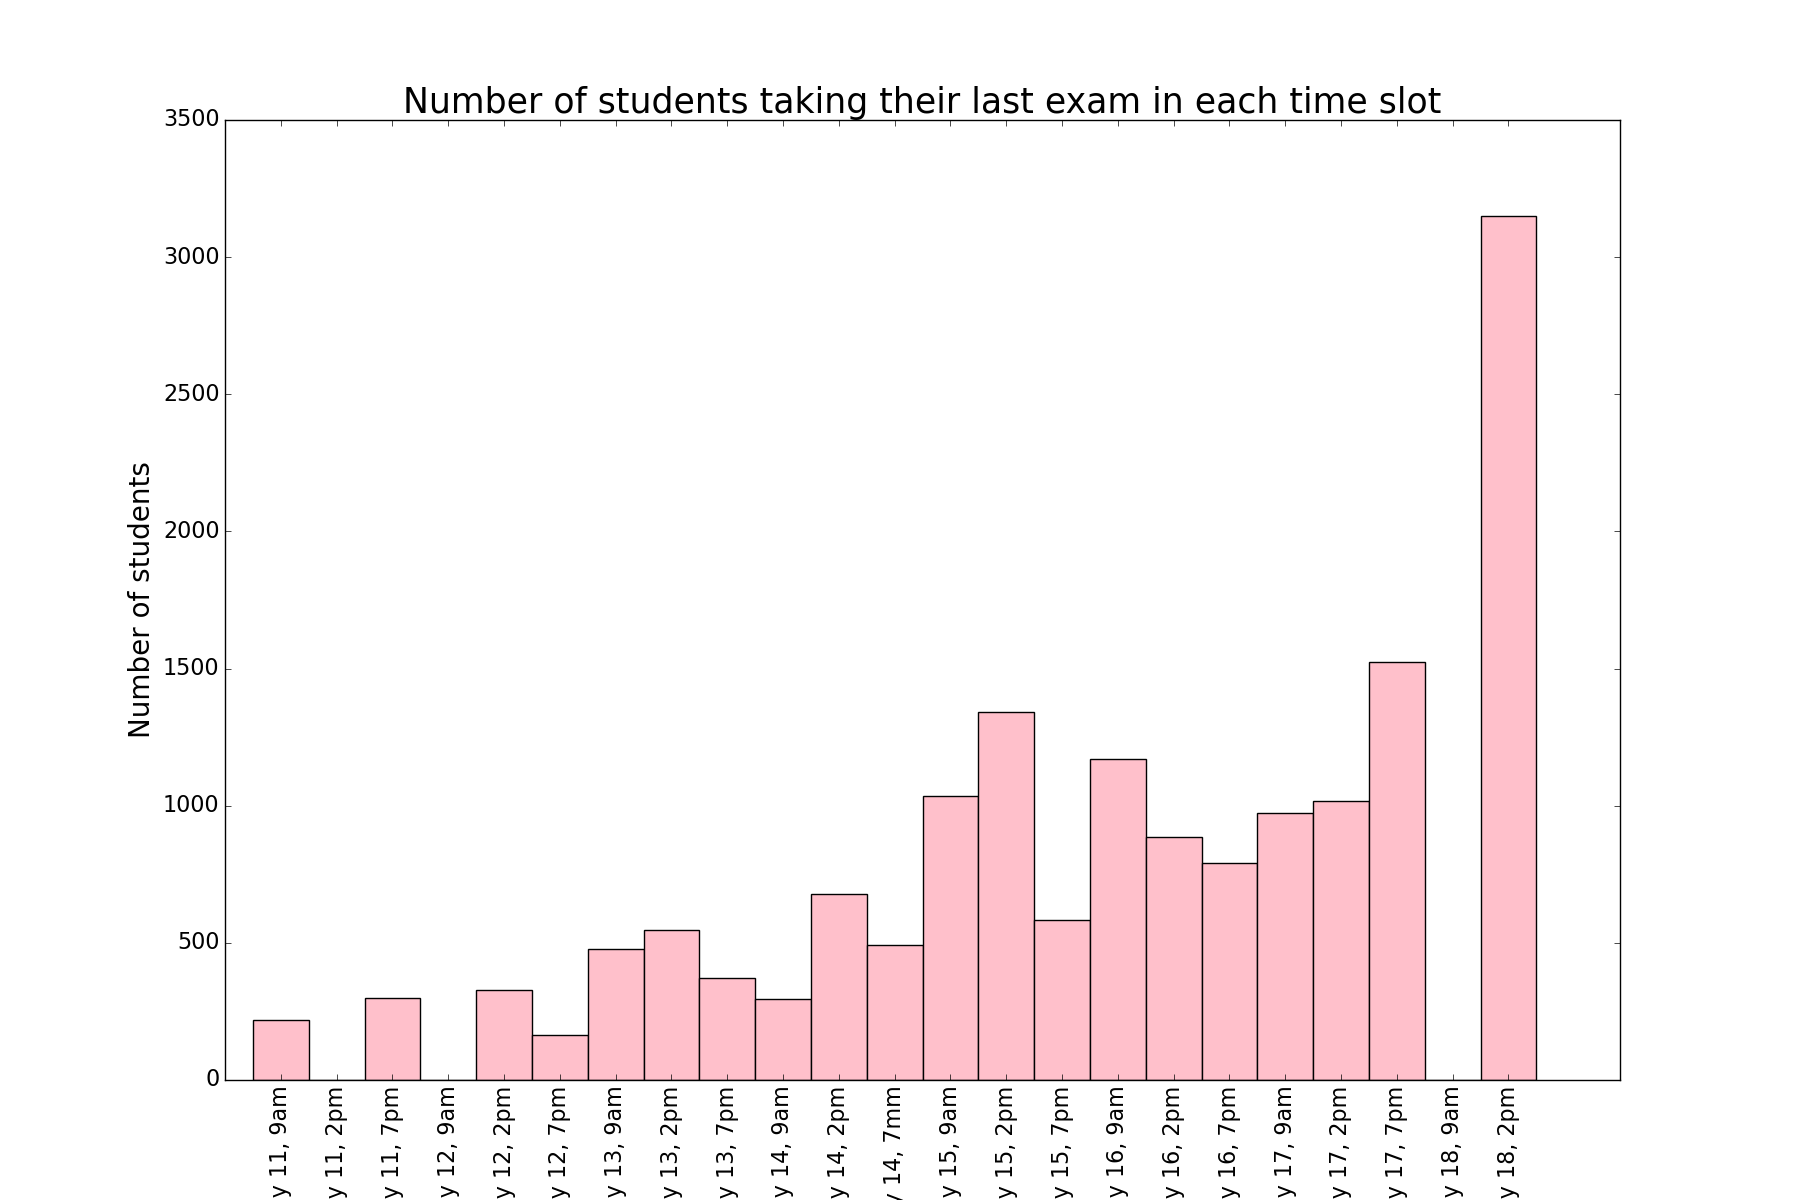 Number of students taking their last exam in each time slot
Number of students
3500
3000
2500
2000
1500
1000
500
0
y 11, 9am
y 11, 2pm
y 11, 7pm
y 12, 9am
y 12, 2pm
y 12, 7pm
y 13, 9am
y 13, 2pm
y 13, 7pm
y 14, 9am
y 14, 2pm
y 14, 7mm
y 15, 9am
y 15, 2pm
y 15, 7pm
y 16, 9am
y 16, 2pm
y 16, 7pm
y 17, 9am
y 17, 2pm
y 17, 7pm
y 18, 9am
y 18, 2pm